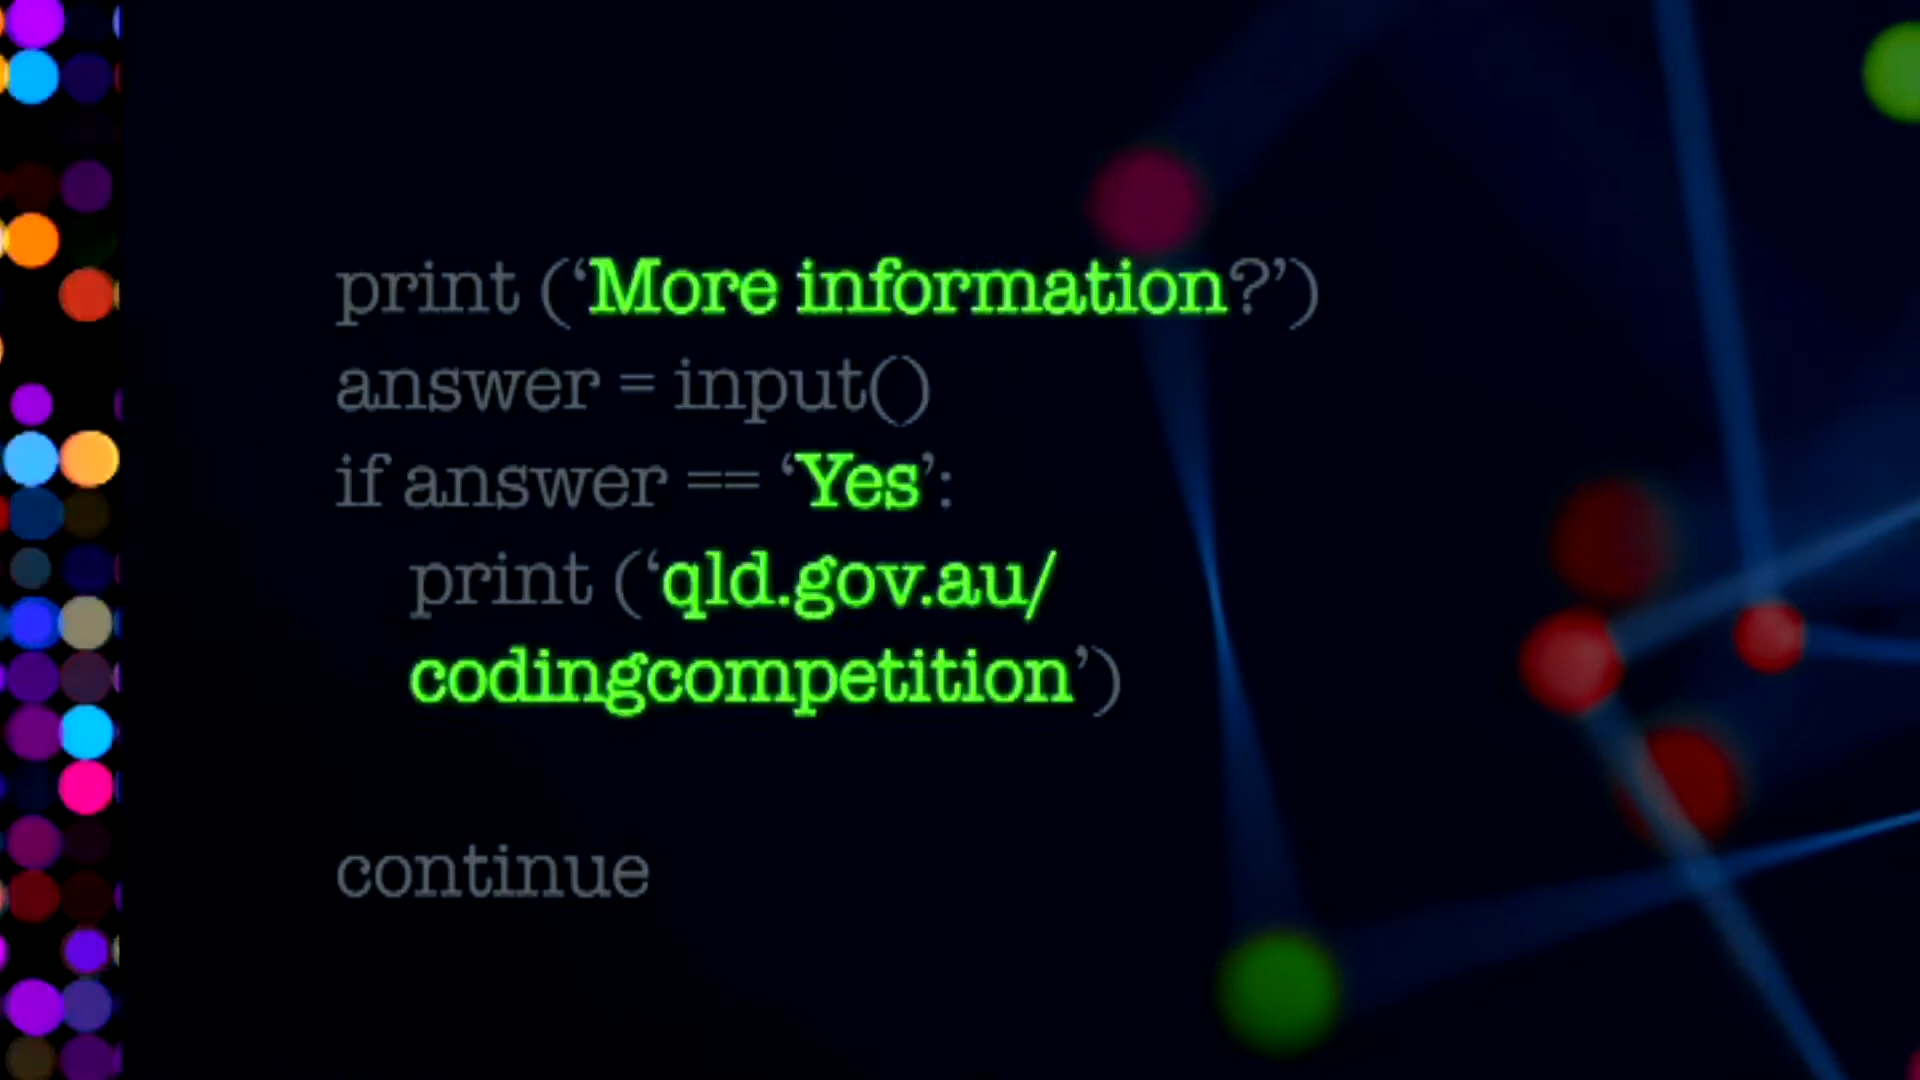 print (‘More information?’)
answer = input()
if answer == ‘Yes’:
print (‘qld.gov.au/
codingcompetition’)
continue